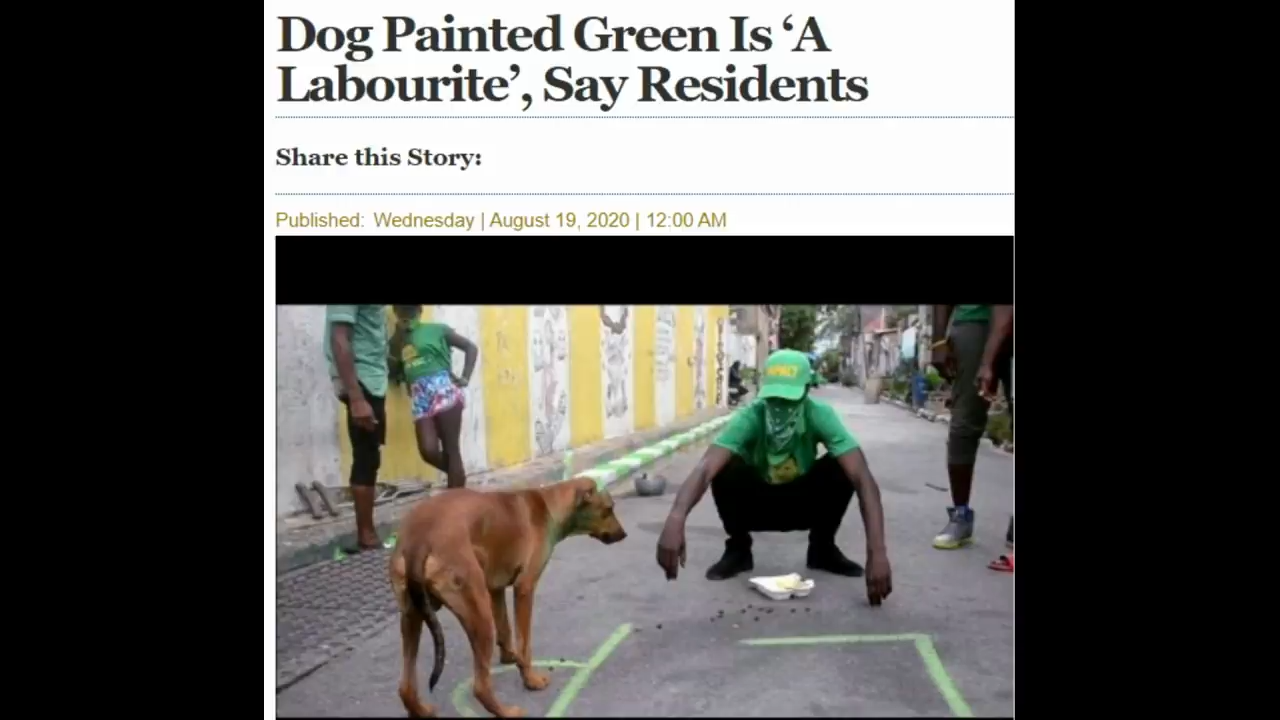 Dog Painted Green Is ‘A
Labourite’, Say Residents
Share this Story:
Published: Wednesday | August 19, 2020 | 12:00 AM